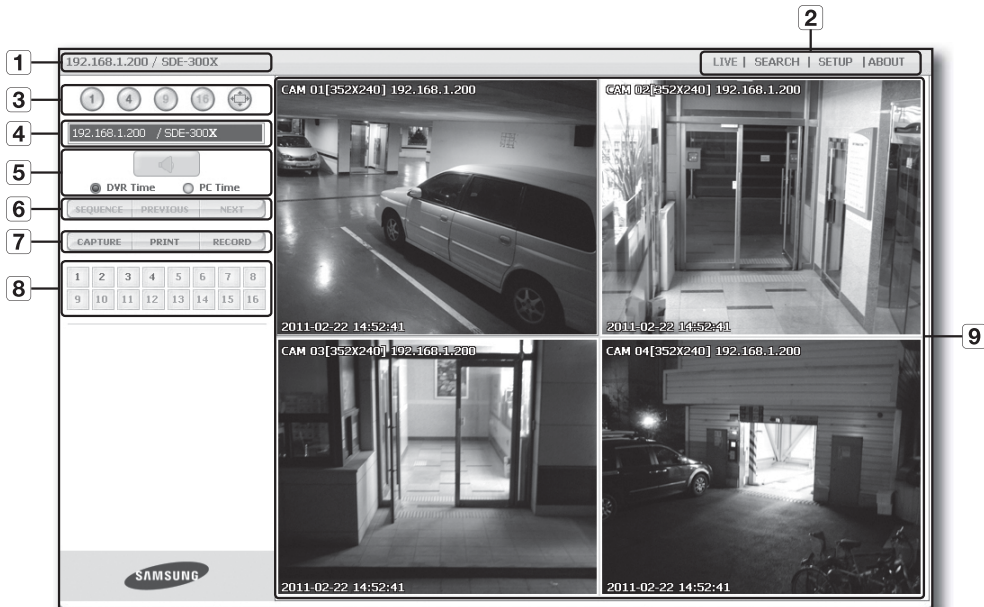 2
1
192.168.1.200 / SDE-300X
LIVE | SEARCH | SETUP | ABOUT
3
1 4 9 16
4
192.168.1.200 / SDE-300X
5
DVR Time PC Time
6
SEQUENCE PREVIOUS NEXT
7
CAPTURE PRINT RECORD
8
1 2 3 4 5 6 7 8
9 10 11 12 13 14 15 16
SAMSUNG
CAM 01[352X240] 192.168.1.200
2011-02-22 14:52:41
CAM 02[352X240] 192.168.1.200
2011-02-22 14:52:41
9
CAM 03[352X240] 192.168.1.200
2011-02-22 14:52:41
CAM 04[352X240] 192.168.1.200
2011-02-22 14:52:41